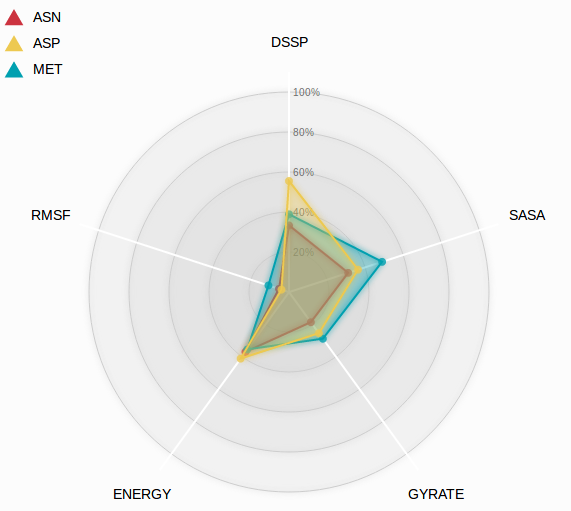 ASN
ASP
MET
DSSP
100%
80%
60%
40%
20%
RMSF
SASA
ENERGY
GYRATE